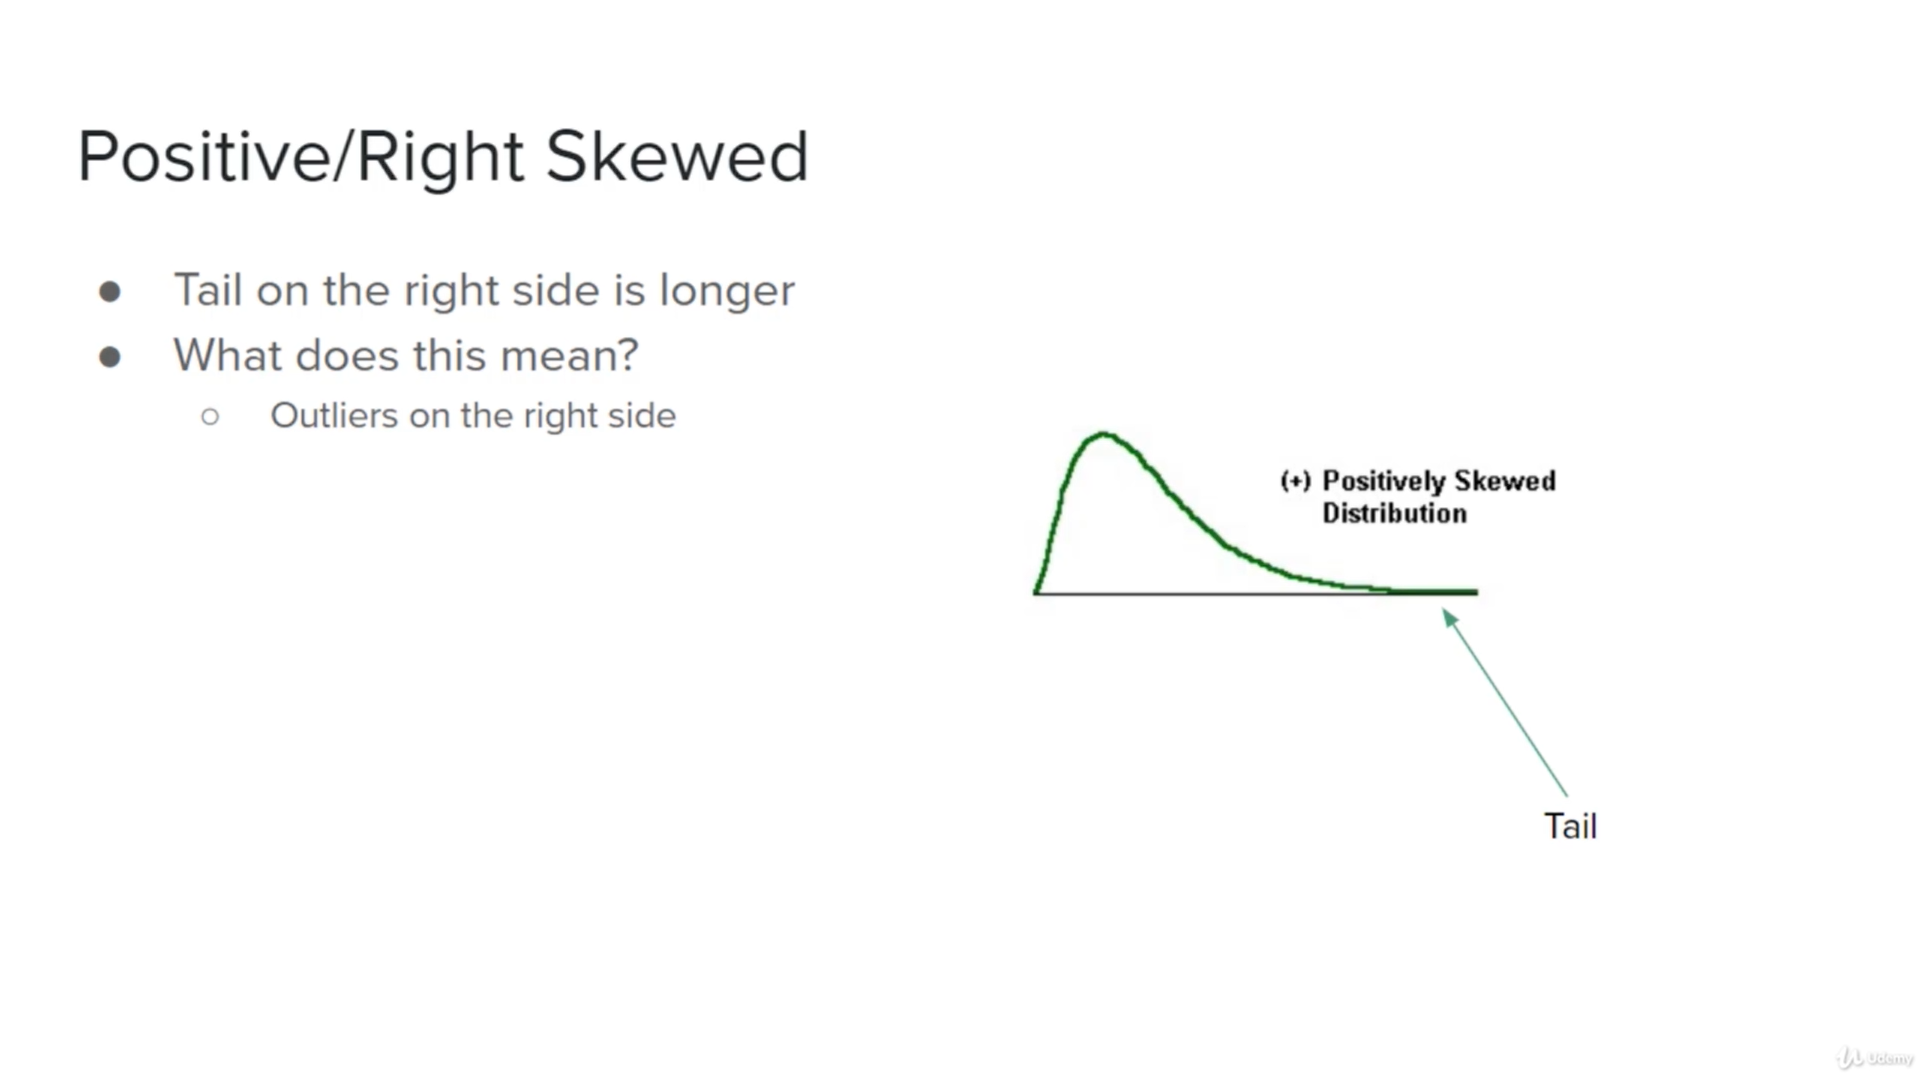 Positive/Right Skewed
● Tail on the right side is longer
● What does this mean?
○ Outliers on the right side
(+) Positively Skewed
Distribution
Tail
Udemy